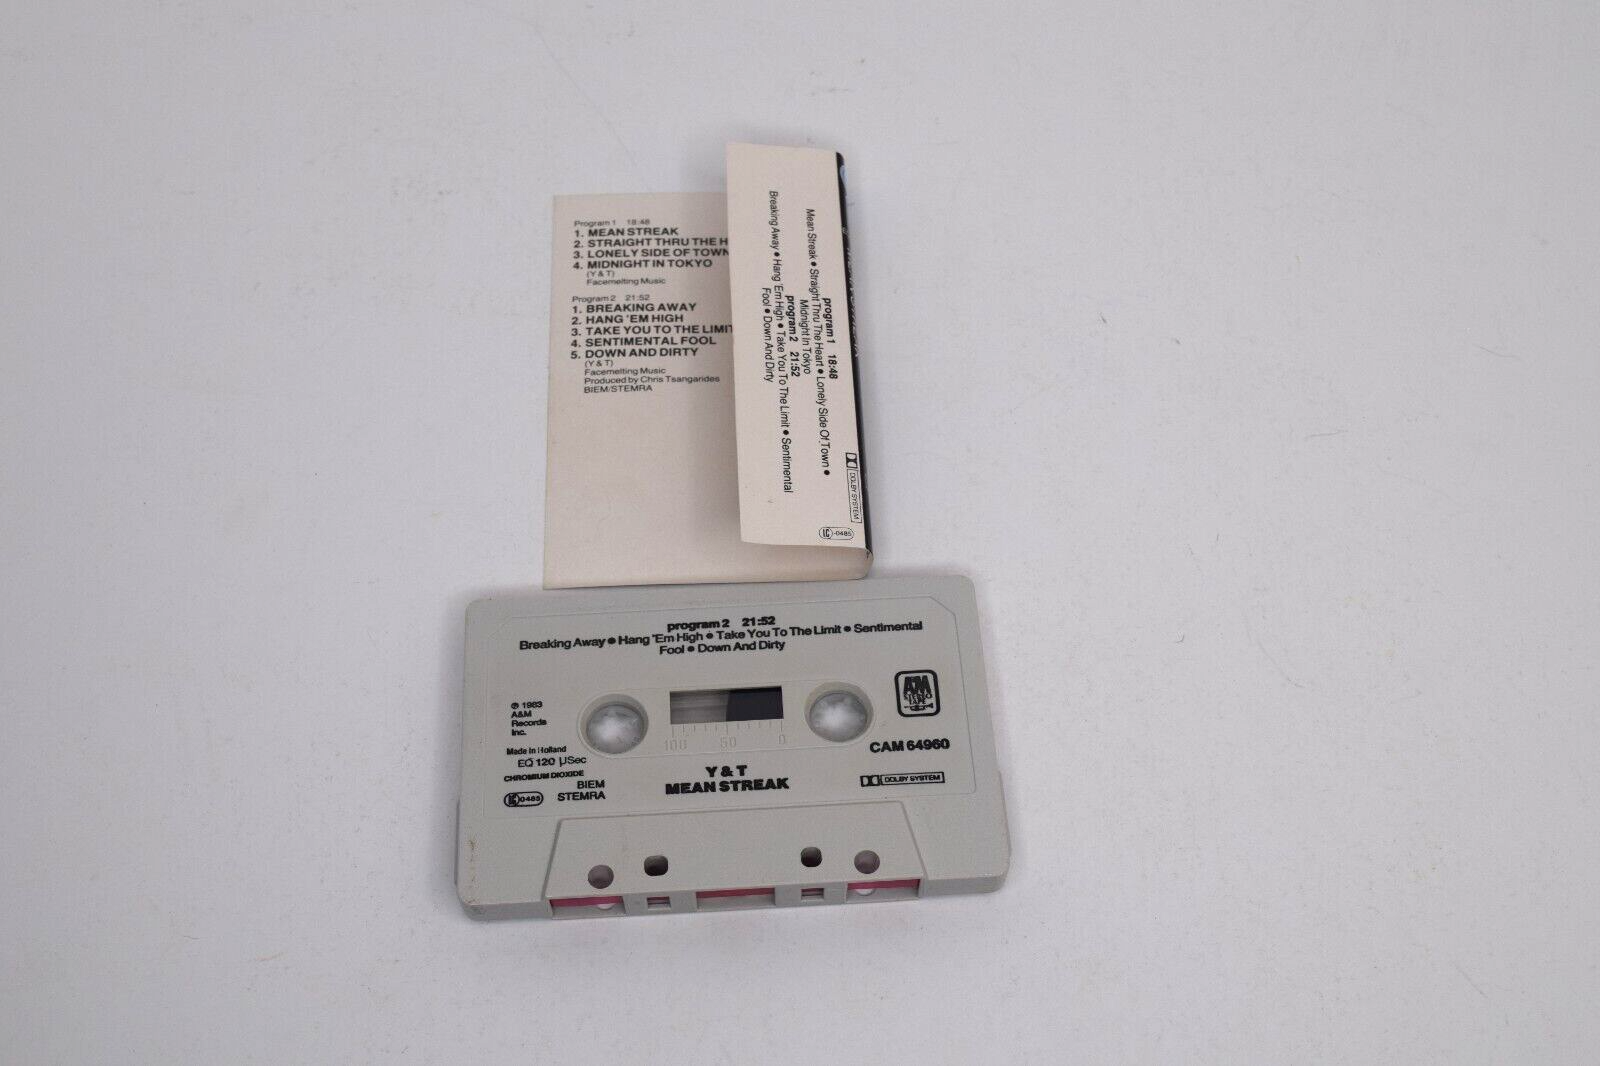 Program 1 18:48
1. MEAN STREAK
2. STRAIGHT THRU THE H
3. LONELY SIDE OF TOWN
4. MIDNIGHT IN TOKYO
(Y & T)
Facemelting Music
Program 2 21:52
1. BREAKING AWAY
2. HANG 'EM HIGH
3. TAKE YOU TO THE LIMIT
4. SENTIMENTAL FOOL
5. DOWN AND DIRTY
(Y & T)
Facemelting Music
Produced by Chris Tsangarides
BIEM/STEMRA
program 1 18:48
Mean Streak • Straight Thru The Heart • Lonely Side Of Town •
Midnight In Tokyo
program 2 21:52
Breaking Away • Hang 'Em High • Take You To The Limit • Sentimental
Fool • Down And Dirty
DOLBY SYSTEM
LC-0485
program 2 21:52
Breaking Away • Hang 'Em High • Take You To The Limit • Sentimental
Fool • Down And Dirty
℗ 1983
A&M
Records
Inc.
Made in Holland
EQ 120 µSec
CHROMIUM DIOXIDE
LC 0485
BIEM
STEMRA
100 50 0
Y & T
MEAN STREAK
A&M
STEREO
TAPE
CAM 64960
DOLBY SYSTEM